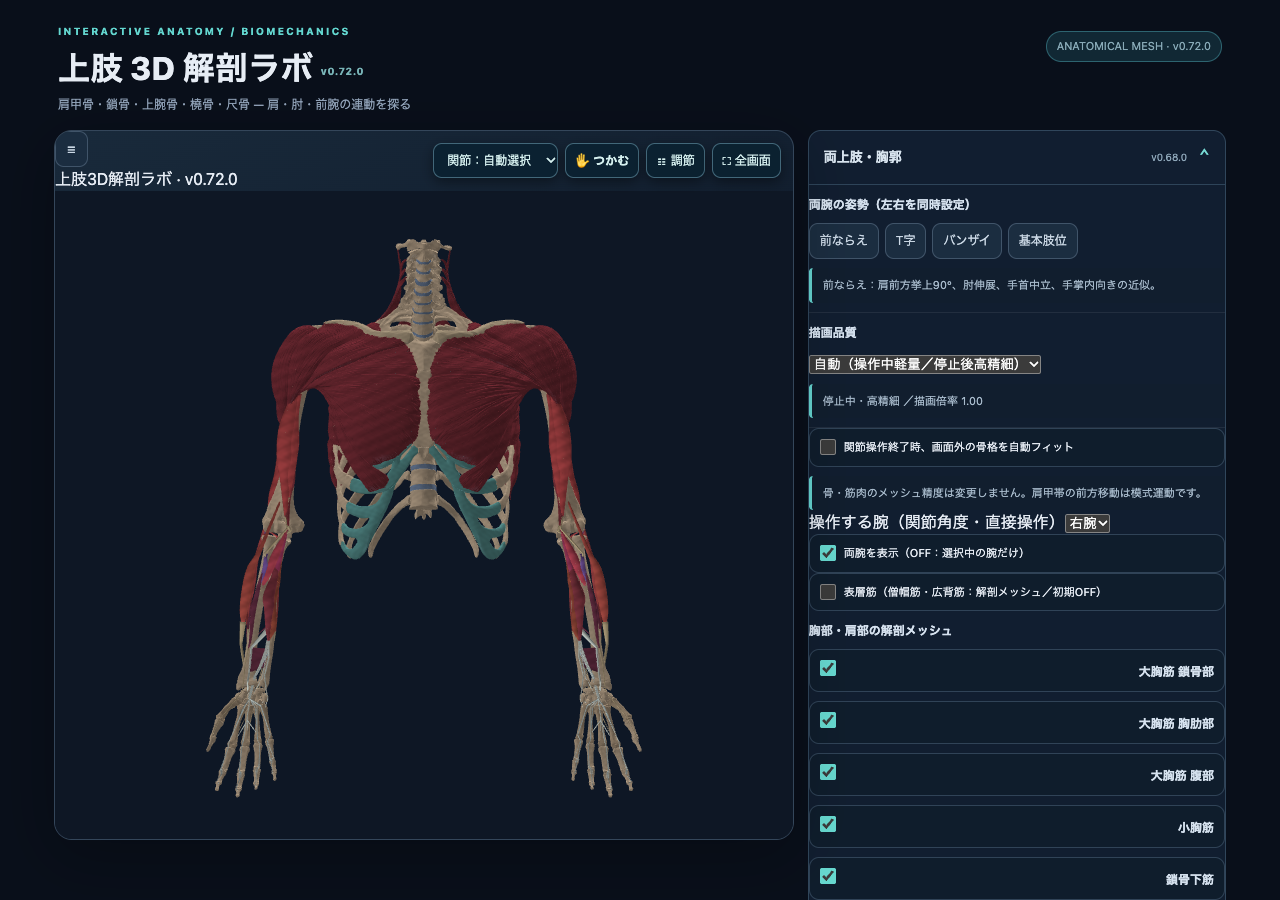 INTERACTIVE ANATOMY / BIOMECHANICS
上肢 3D 解剖ラボ v0.72.0
肩甲骨・鎖骨・上腕骨・橈骨・尺骨 — 肩・肘・前腕の連動を探る
ANATOMICAL MESH · v0.72.0
≡
上肢3D解剖ラボ · v0.72.0
関節：自動選択
✋ つかむ
☷ 調節
⛶ 全画面
両上肢・胸郭
v0.68.0
両腕の姿勢（左右を同時設定）
前ならえ
T字
バンザイ
基本肢位
前ならえ：肩前方挙上90°、肘伸展、手首中立、手掌内向きの近似。
描画品質
自動（操作中軽量／停止後高精細）
停止中・高精細 ／描画倍率 1.00
関節操作終了時、画面外の骨格を自動フィット
骨・筋肉のメッシュ精度は変更しません。肩甲帯の前方移動は模式運動です。
操作する腕（関節角度・直接操作） 右腕
両腕を表示（OFF：選択中の腕だけ）
表層筋（僧帽筋・広背筋：解剖メッシュ／初期OFF）
胸部・肩部の解剖メッシュ
大胸筋 鎖骨部
大胸筋 胸肋部
大胸筋 腹部
小胸筋
鎖骨下筋